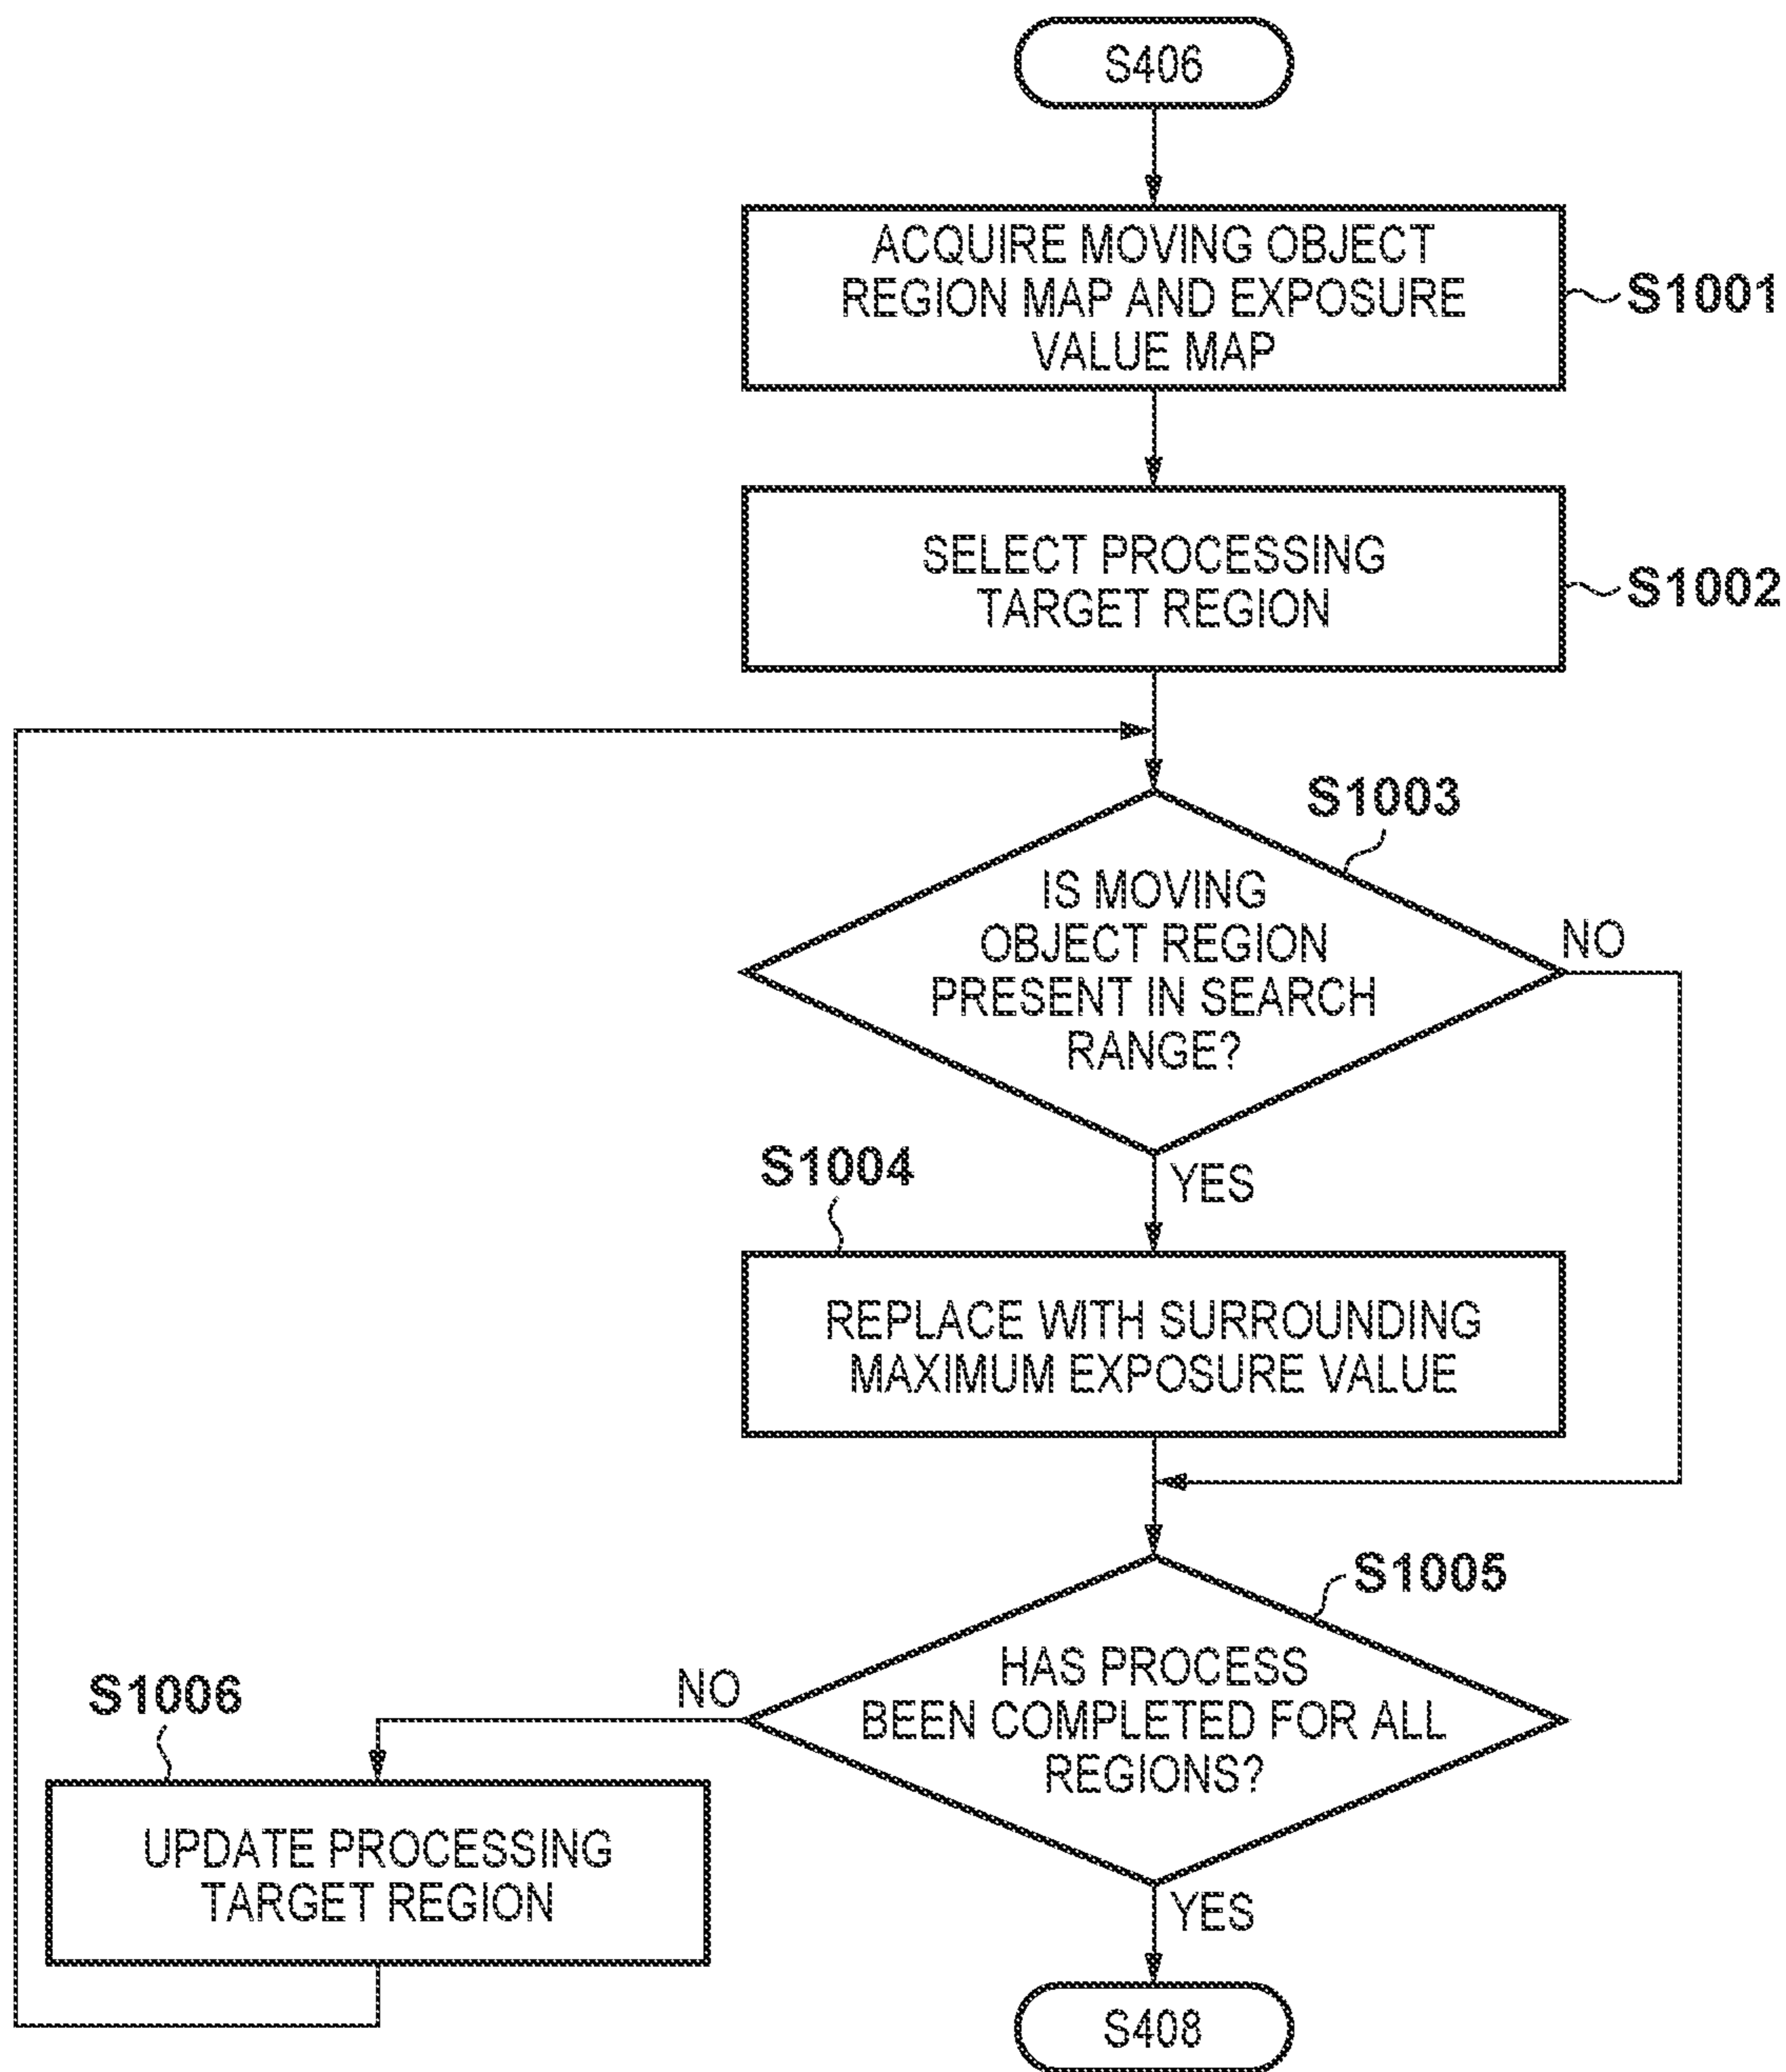 S406
ACQUIRE MOVING OBJECT
REGION MAP AND EXPOSURE
VALUE MAP
S1001
SELECT PROCESSING
TARGET REGION
S1002
S1003
IS MOVING
OBJECT REGION
PRESENT IN SEARCH
RANGE?
NO
YES
S1004
REPLACE WITH SURROUNDING
MAXIMUM EXPOSURE VALUE
S1005
HAS PROCESS
BEEN COMPLETED FOR ALL
REGIONS?
NO
S1006
UPDATE PROCESSING
TARGET REGION
YES
S408